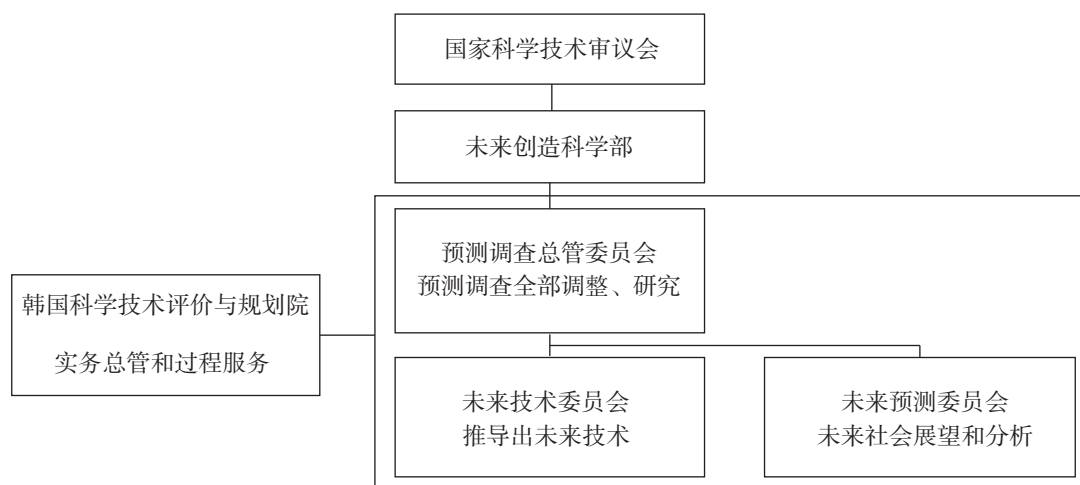 国家科学技术审议会
未来创造科学部
预测调查总管委员会
预测调查全部调整、研究
韩国科学技术评价与规划院
实务总管和过程服务
未来技术委员会
推导出未来技术
未来预测委员会
未来社会展望和分析